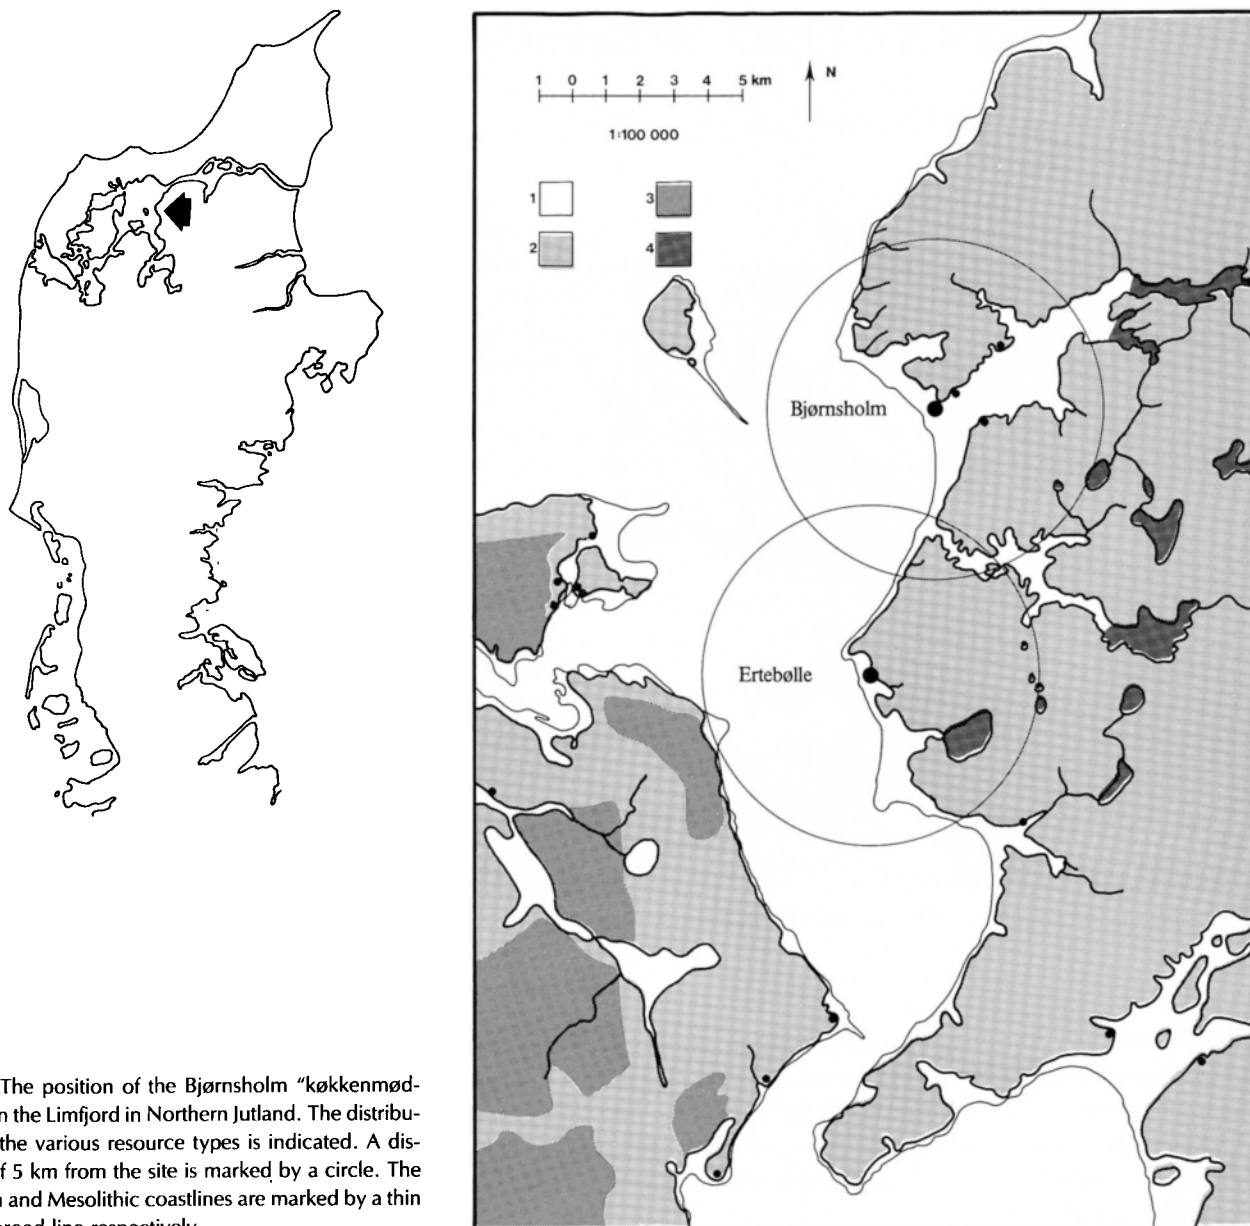 1 0 1 2 3 4 5 km
N
1:100 000
1 3
2 4
Bjørnsholm
Ertebølle
The position of the Bjørnsholm "køkkenmød-
n the Limfjord in Northern Jutland. The distribu-
the various resource types is indicated. A dis-
f 5 km from the site is marked by a circle. The
and Mesolithic coastlines are marked by a thin
line respectively